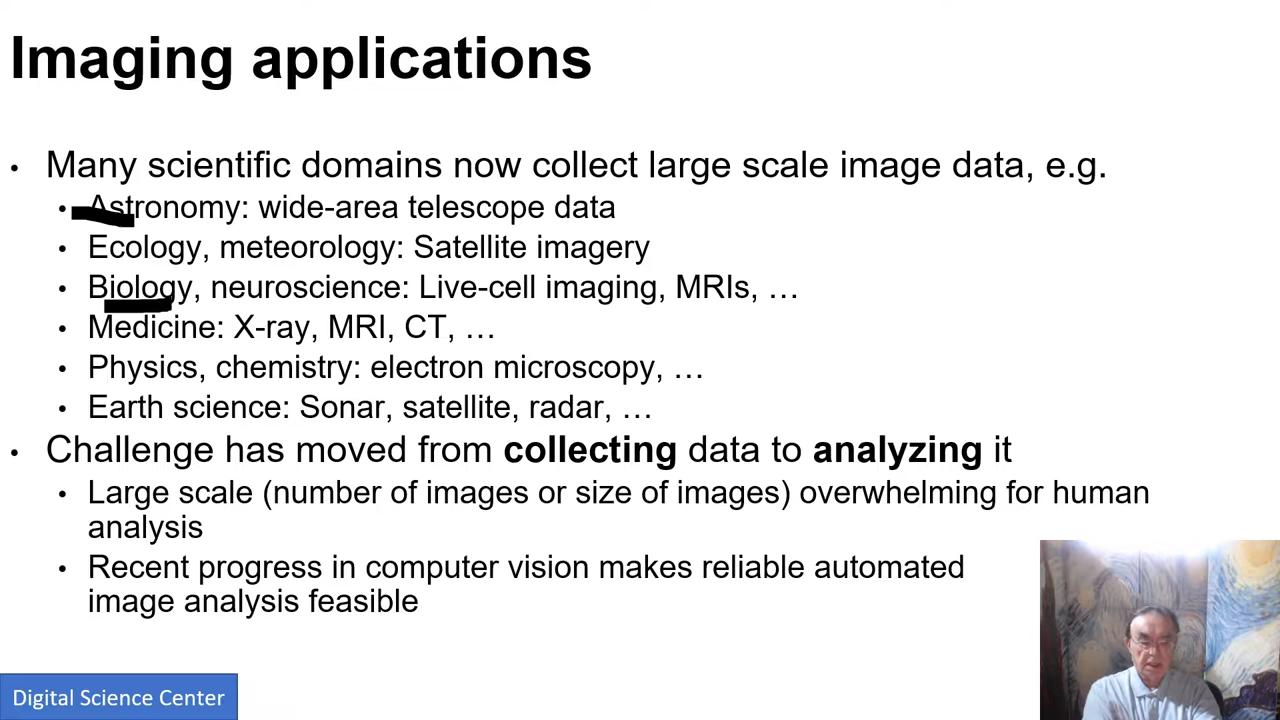 Imaging applications
• Many scientific domains now collect large scale image data, e.g.
• Astronomy: wide-area telescope data
• Ecology, meteorology: Satellite imagery
• Biology, neuroscience: Live-cell imaging, MRIs, …
• Medicine: X-ray, MRI, CT, …
• Physics, chemistry: electron microscopy, …
• Earth science: Sonar, satellite, radar, …
• Challenge has moved from collecting data to analyzing it
• Large scale (number of images or size of images) overwhelming for human
analysis
• Recent progress in computer vision makes reliable automated
image analysis feasible
Digital Science Center